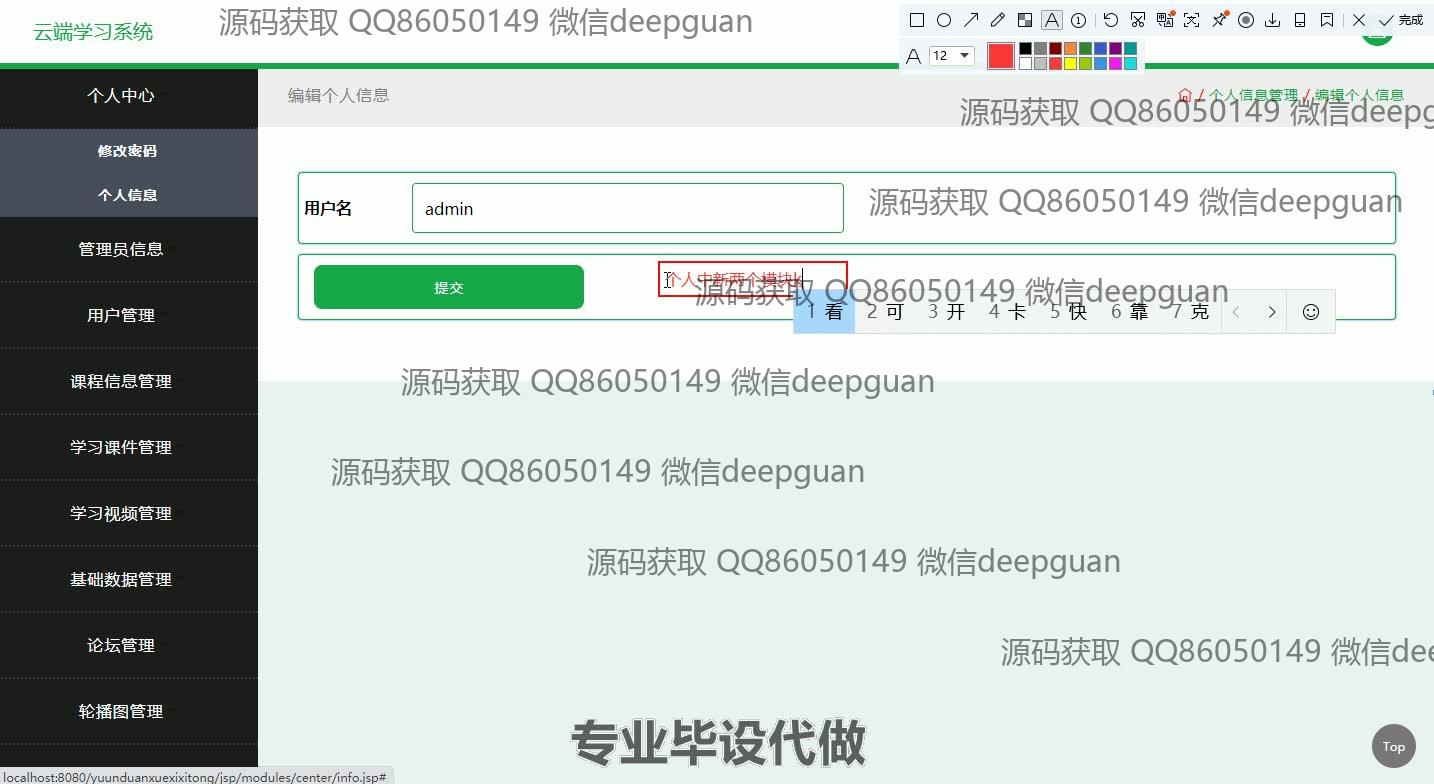 云端学习系统
源码获取 QQ86050149 微信deepguan
完成
A 12
个人中心
编辑个人信息
/ 个人信息管理 / 编辑个人信息
源码获取 QQ86050149 微信deepg
修改密码
个人信息
用户名
admin
源码获取 QQ86050149 微信deepguan
管理员信息
提交
个人中新两个模块k
源码获取 QQ86050149 微信deepguan
1 看 2 可 3 开 4 卡 5 快 6 靠 7 克
用户管理
课程信息管理
源码获取 QQ86050149 微信deepguan
学习课件管理
源码获取 QQ86050149 微信deepguan
学习视频管理
源码获取 QQ86050149 微信deepguan
基础数据管理
论坛管理
源码获取 QQ86050149 微信dee
轮播图管理
专业毕设代做
Top
localhost:8080/yuunduanxuexixitong/jsp/modules/center/info.jsp#